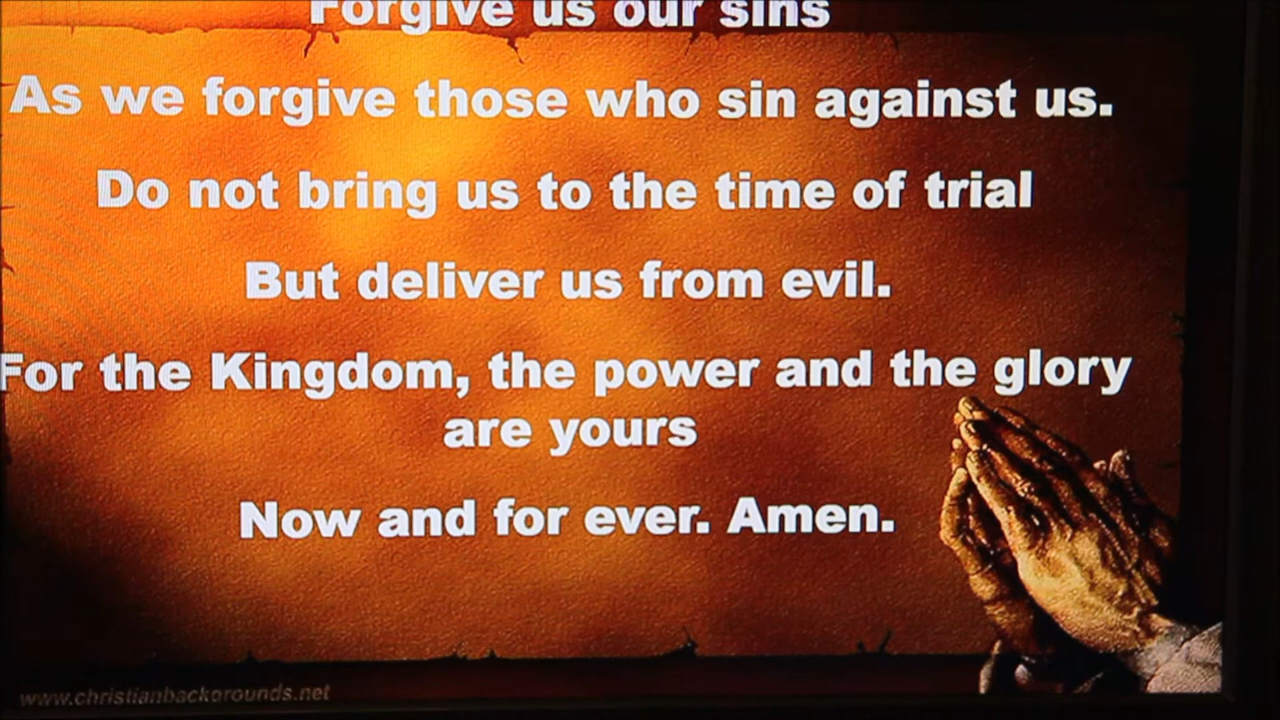 Forgive us our sins
As we forgive those who sin against us.
Do not bring us to the time of trial
But deliver us from evil.
For the Kingdom, the power and the glory
are yours
Now and for ever. Amen.
www.christianbackgrounds.net